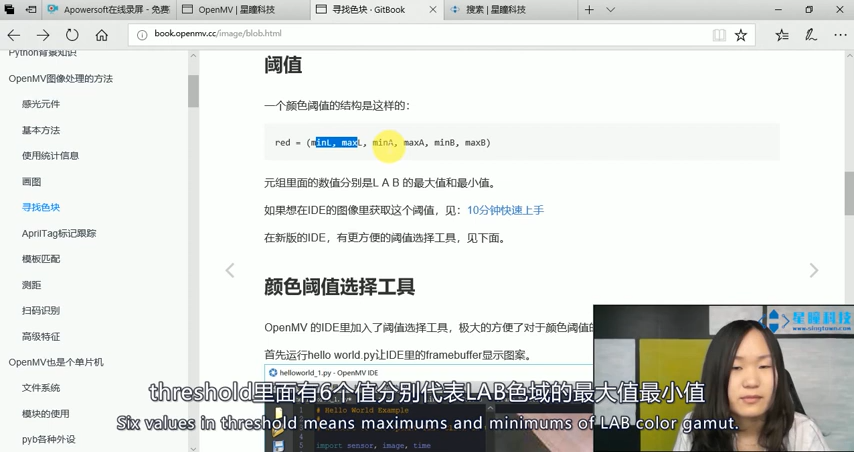 Apowersoft在线录屏 - 免费
OpenMV | 星瞳科技
寻找色块 · GitBook
搜索 | 星瞳科技
book.openmv.cc/image/blob.html
Python背景知识
OpenMV图像处理的方法
感光元件
基本方法
使用统计信息
画图
寻找色块
AprilTag标记跟踪
模板匹配
测距
扫码识别
高级特征
OpenMV也是个单片机
文件系统
模块的使用
pyb各种外设
阈值
一个颜色阈值的结构是这样的：
red = (minL, maxL, minA, maxA, minB, maxB)
元组里面的数值分别是L A B 的最大值和最小值。
如果想在IDE的图像里获取这个阈值，见：10分钟快速上手
在新版的IDE，有更方便的阈值选择工具，见下面。
颜色阈值选择工具
OpenMV 的IDE里加入了阈值选择工具，极大的方便了对于颜色阈值的
首先运行hello world.py让IDE里的framebuffer显示图案。
helloworld_1.py - OpenMV IDE
1 # Hello World Example
4
5 import sensor, image, time
星瞳科技
www.singtown.com
threshold里面有6个值分别代表LAB色域的最大值最小值
Six values in threshold means maximums and minimums of LAB color gamut.